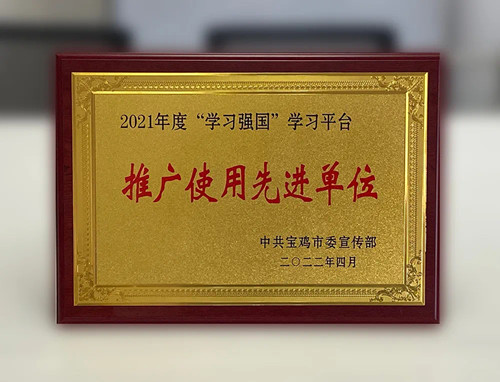 2021年度“学习强国”学习平台
推广使用先进单位
中共宝鸡市委宣传部
二〇二二年四月